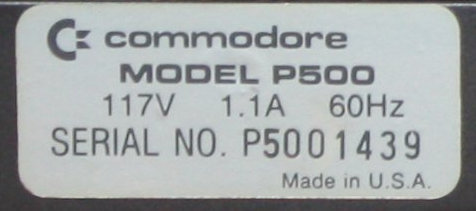 commodore
MODEL P500
117V 1.1A 60Hz
SERIAL NO. P5001439
Made in U.S.A.